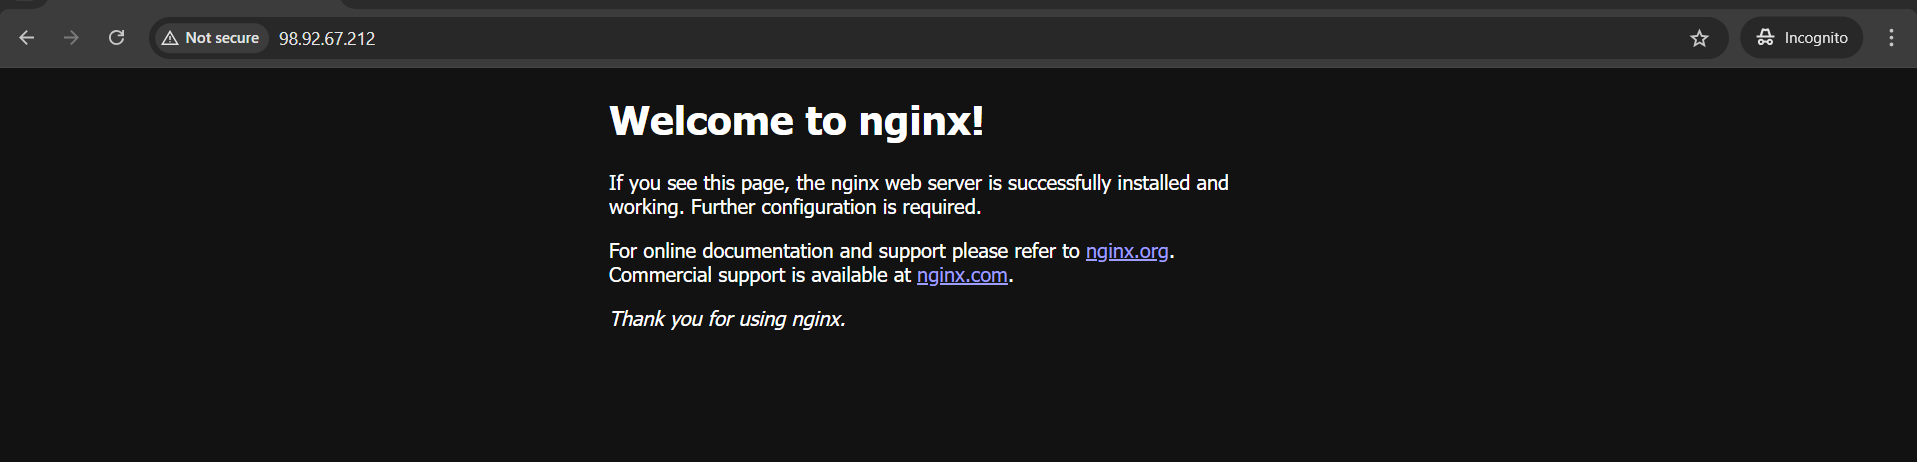 Not secure
98.92.67.212
Incognito
Welcome to nginx!
If you see this page, the nginx web server is successfully installed and
working. Further configuration is required.
For online documentation and support please refer to nginx.org.
Commercial support is available at nginx.com.
Thank you for using nginx.